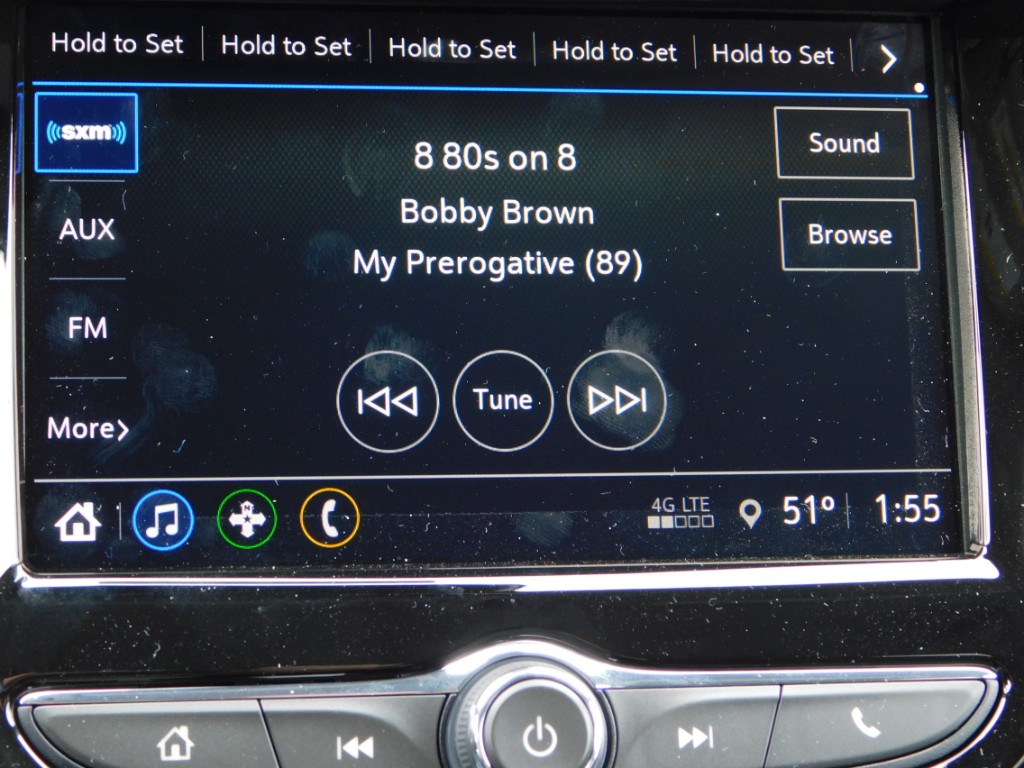 Hold to Set Hold to Set Hold to Set Hold to Set Hold to Set
sxm
8 80s on 8
Sound
Bobby Brown
AUX
Browse
My Prerogative (89)
FM
Tune
More
N
4G LTE
51° 1:55